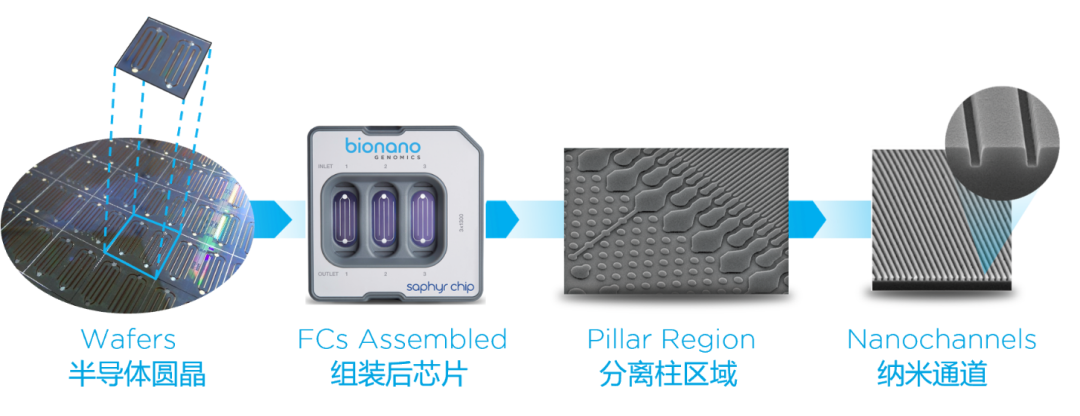 bionano
GENOMICS
INLET 1 2 3
OUTLET 1 2 3
saphyr chip
Wafers
半导体圆晶
FCs Assembled
组装后芯片
Pillar Region
分离柱区域
Nanochannels
纳米通道